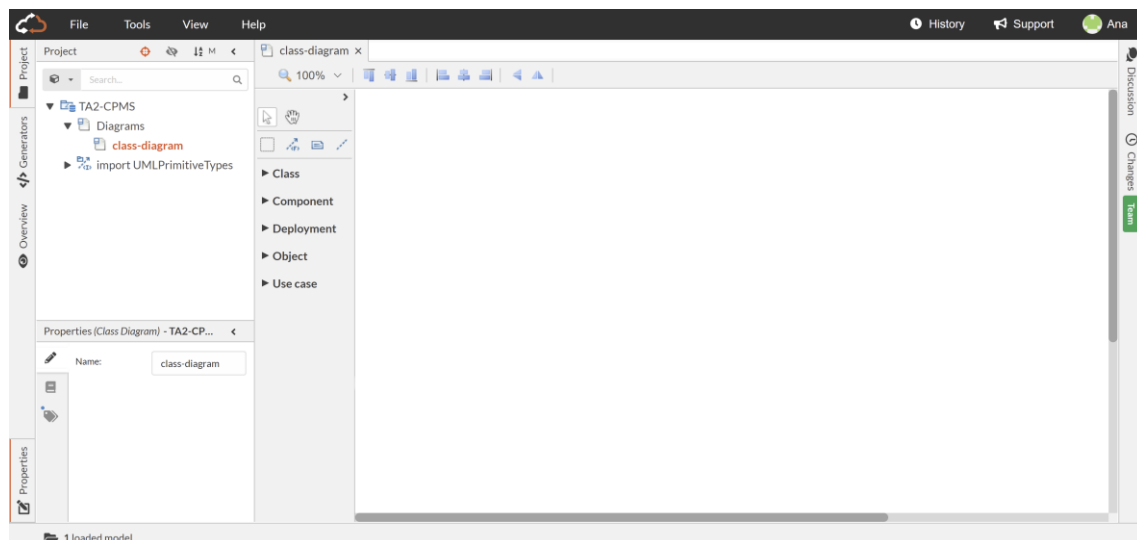 File Tools View Help History Support Ana
Project
Generators
Overview
Properties
Project M
Search...
TA2-CPMS
Diagrams
class-diagram
import UMLPrimitiveTypes
Properties (Class Diagram) - TA2-CP...
Name: class-diagram
class-diagram ×
100%
Class
Component
Deployment
Object
Use case
Discussion
Changes
Team
1 loaded model